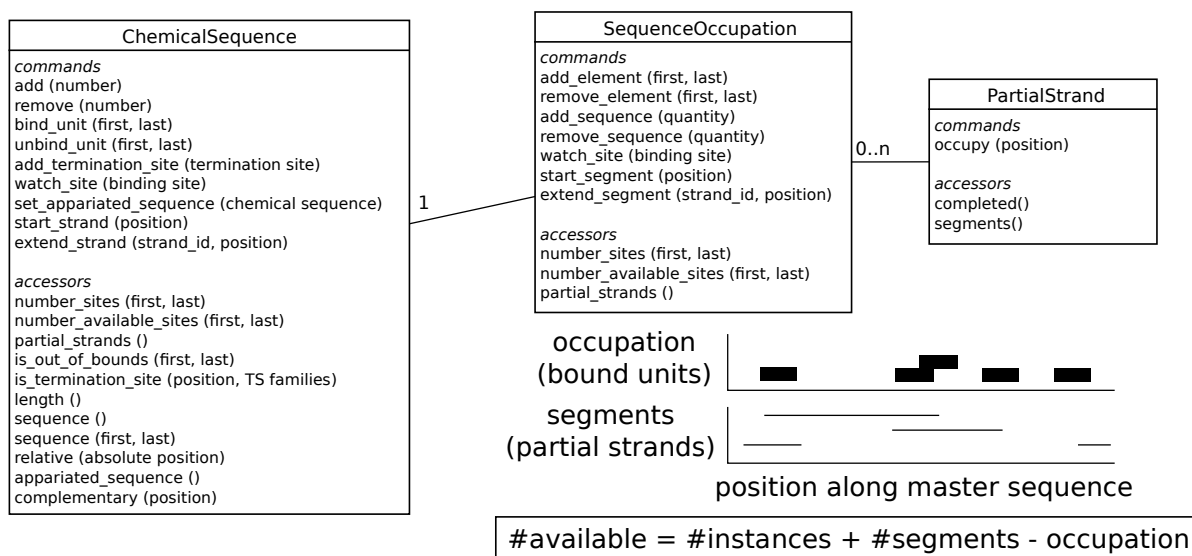 ChemicalSequence
commands
add (number)
remove (number)
bind_unit (first, last)
unbind_unit (first, last)
add_termination_site (termination site)
watch_site (binding site)
set_appariated_sequence (chemical sequence)
start_strand (position)
extend_strand (strand_id, position)
accessors
number_sites (first, last)
number_available_sites (first, last)
partial_strands ()
is_out_of_bounds (first, last)
is_termination_site (position, TS families)
length ()
sequence ()
sequence (first, last)
relative (absolute position)
appariated_sequence ()
complementary (position)
1
SequenceOccupation
commands
add_element (first, last)
remove_element (first, last)
add_sequence (quantity)
remove_sequence (quantity)
watch_site (binding site)
start_segment (position)
extend_segment (strand_id, position)
accessors
number_sites (first, last)
number_available_sites (first, last)
partial_strands ()
0..n
PartialStrand
commands
occupy (position)
accessors
completed()
segments()
occupation
(bound units)
segments
(partial strands)
position along master sequence
#available = #instances + #segments - occupation